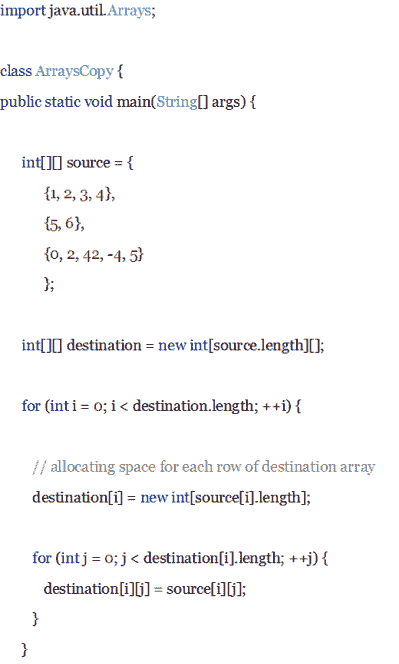 import java.util.Arrays;
class ArraysCopy {
public static void main(String[] args) {
int[][] source = {
{1, 2, 3, 4},
{5, 6},
{0, 2, 42, -4, 5}
};
int[][] destination = new int[source.length][];
for (int i = 0; i < destination.length; ++i) {
// allocating space for each row of destination array
destination[i] = new int[source[i].length];
for (int j = 0; j < destination[i].length; ++j) {
destination[i][j] = source[i][j];
}
}